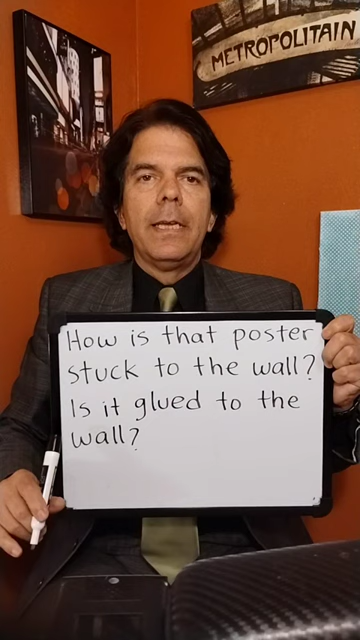 METROPOLITAIN
How is that poster
stuck to the wall?
Is it glued to the
wall?